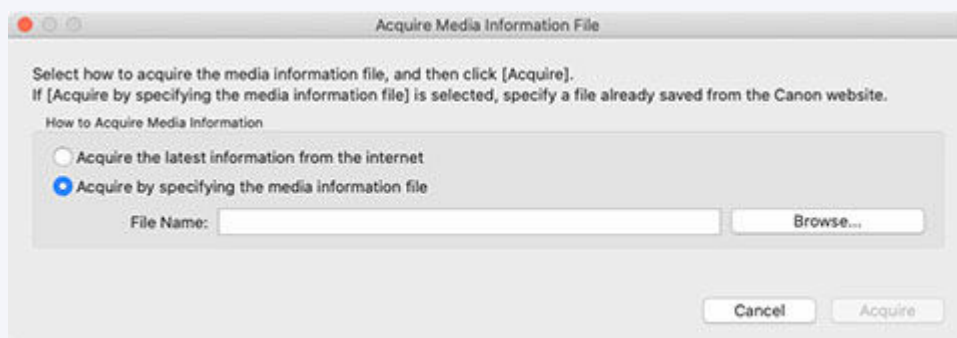 Acquire Media Information File
Select how to acquire the media information file, and then click [Acquire].
If [Acquire by specifying the media information file] is selected, specify a file already saved from the Canon website.
How to Acquire Media Information
Acquire the latest information from the internet
Acquire by specifying the media information file
File Name:
Browse...
Cancel
Acquire